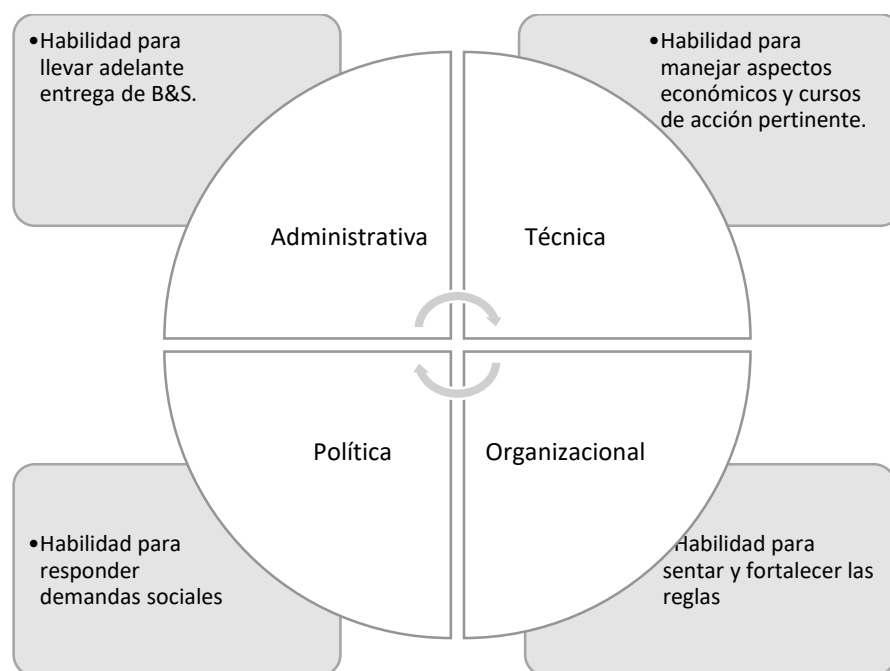 •Habilidad para
llevar adelante
entrega de B&S.
•Habilidad para
manejar aspectos
económicos y cursos
de acción pertinente.
Administrativa
Técnica
Política
Organizacional
•Habilidad para
responder
demandas sociales
Habilidad para
sentar y fortalecer las
reglas